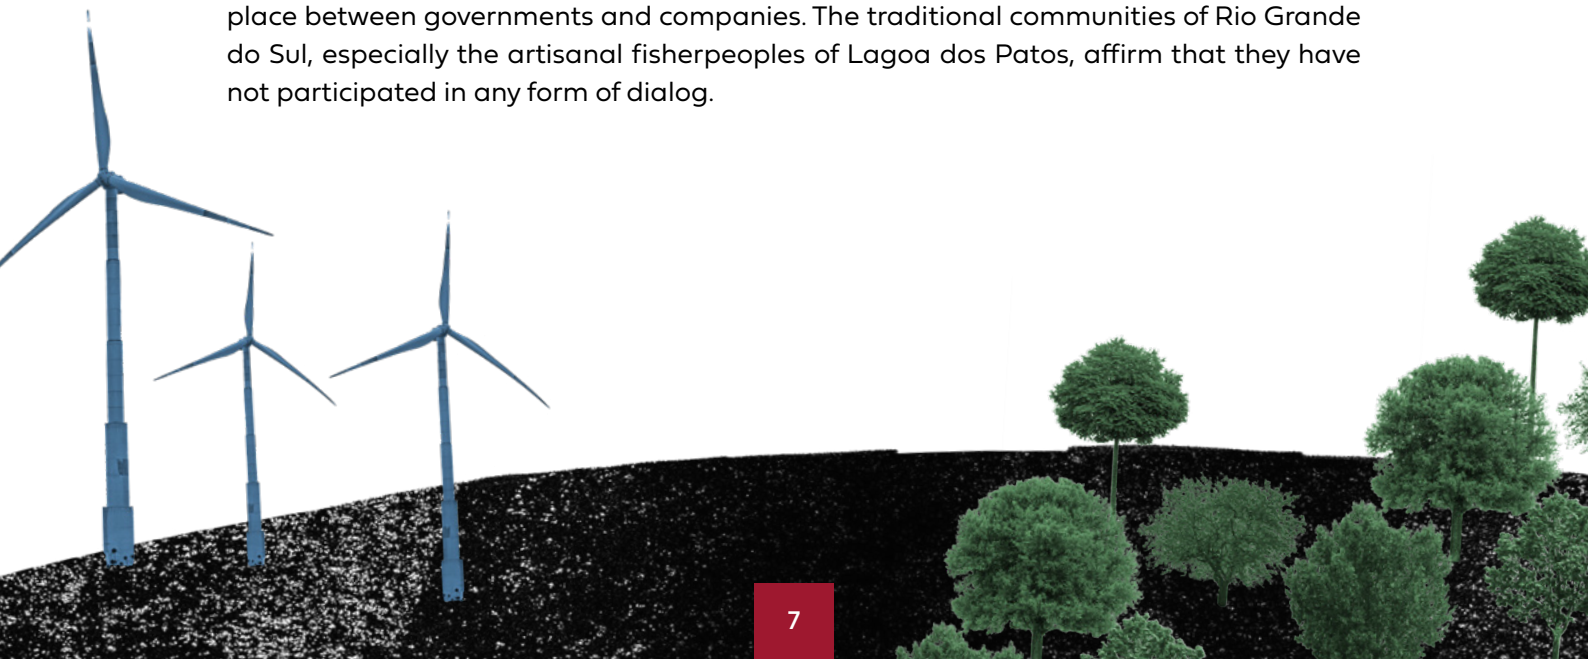 place between governments and companies. The traditional communities of Rio Grande
do Sul, especially the artisanal fisherpeoples of Lagoa dos Patos, affirm that they have
not participated in any form of dialog.
7